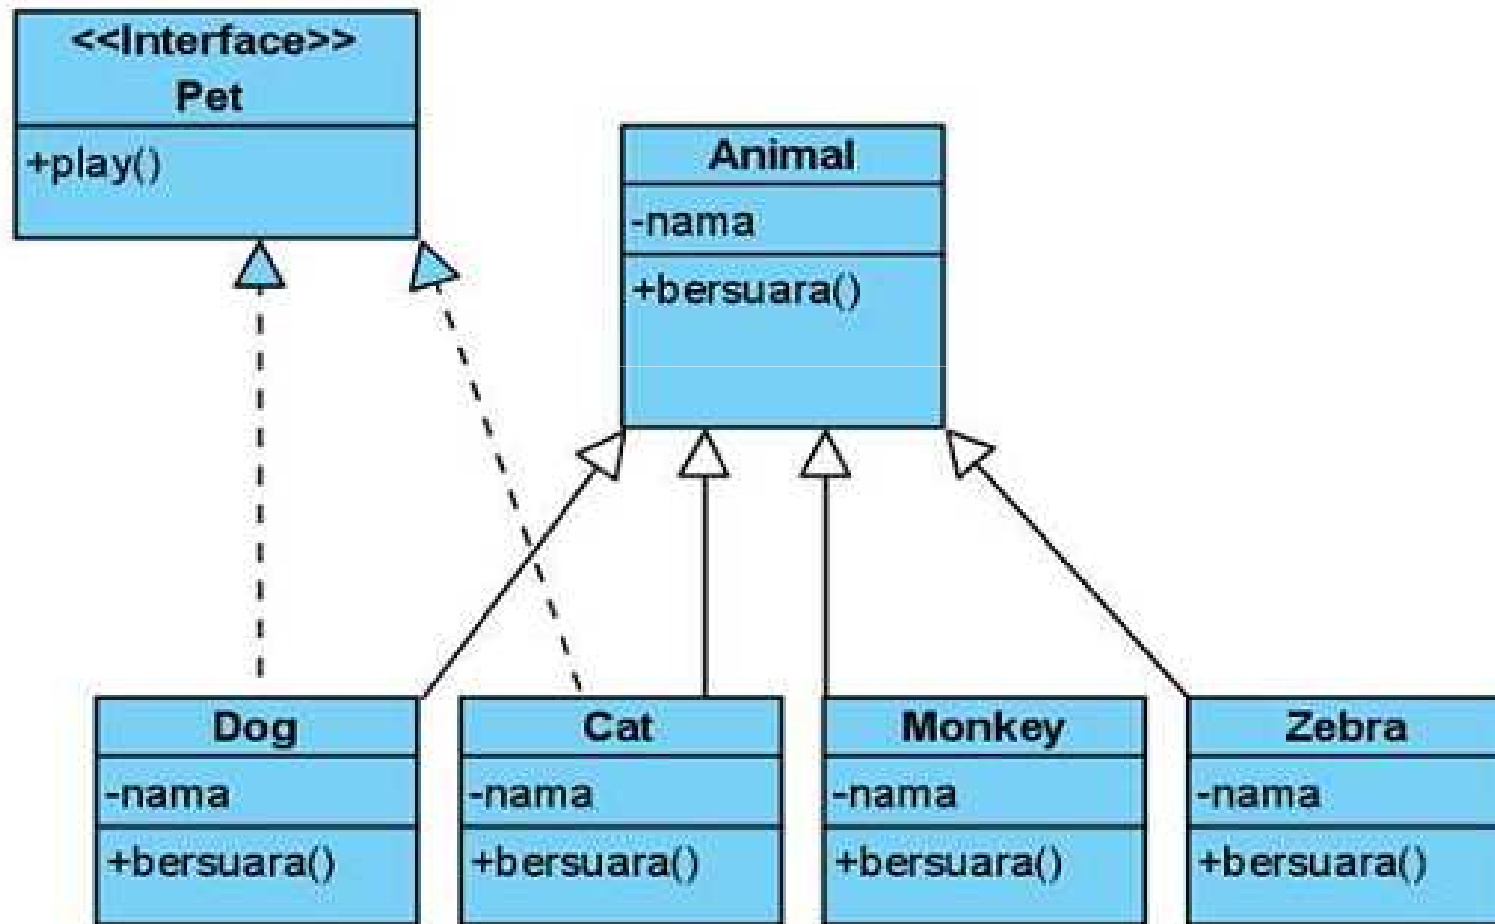 <<Interface>>
Pet
+play()
Animal
-nama
+bersuara()
Dog
-nama
+bersuara()
Cat
-nama
+bersuara()
Monkey
-nama
+bersuara()
Zebra
-nama
+bersuara()